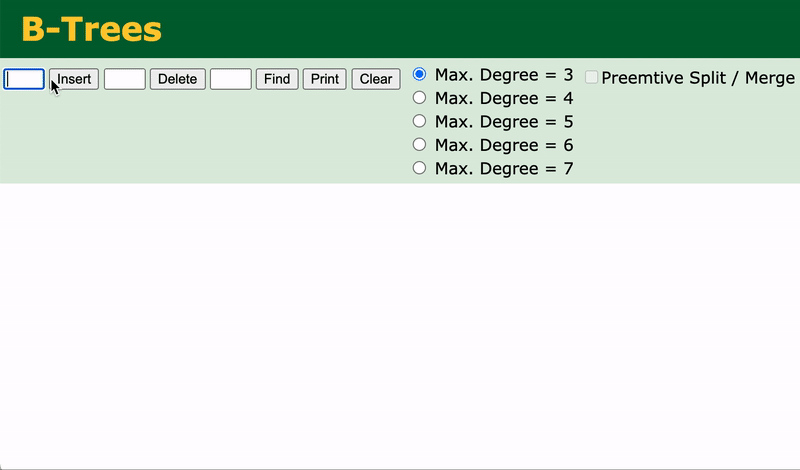 B-Trees
Insert Delete Find Print Clear
Max. Degree = 3
Max. Degree = 4
Max. Degree = 5
Max. Degree = 6
Max. Degree = 7
Preemtive Split / Merge